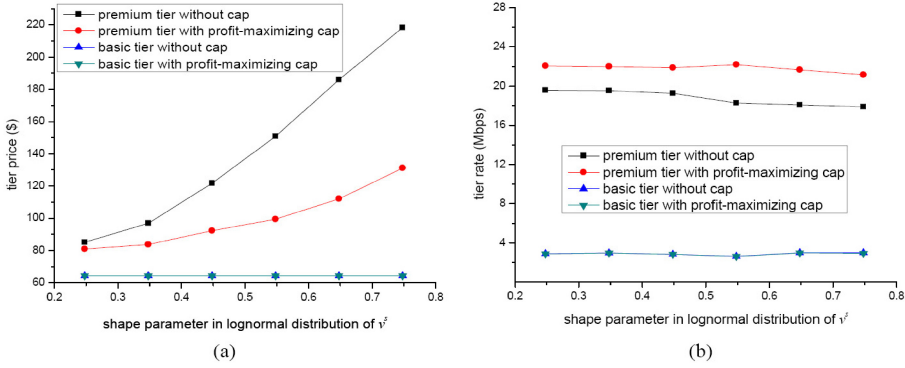 premium tier without cap
premium tier with profit-maximizing cap
basic tier without cap
basic tier with profit-maximizing cap
tier price ($)
220
200
180
160
140
120
100
80
60
0.2
0.3
0.4
0.5
0.6
0.7
0.8
shape parameter in lognormal distribution of v^s
(a)
premium tier without cap
premium tier with profit-maximizing cap
basic tier without cap
basic tier with profit-maximizing cap
tier rate (Mbps)
28
24
20
16
12
8
4
0.2
0.3
0.4
0.5
0.6
0.7
0.8
shape parameter in lognormal distribution of v^s
(b)